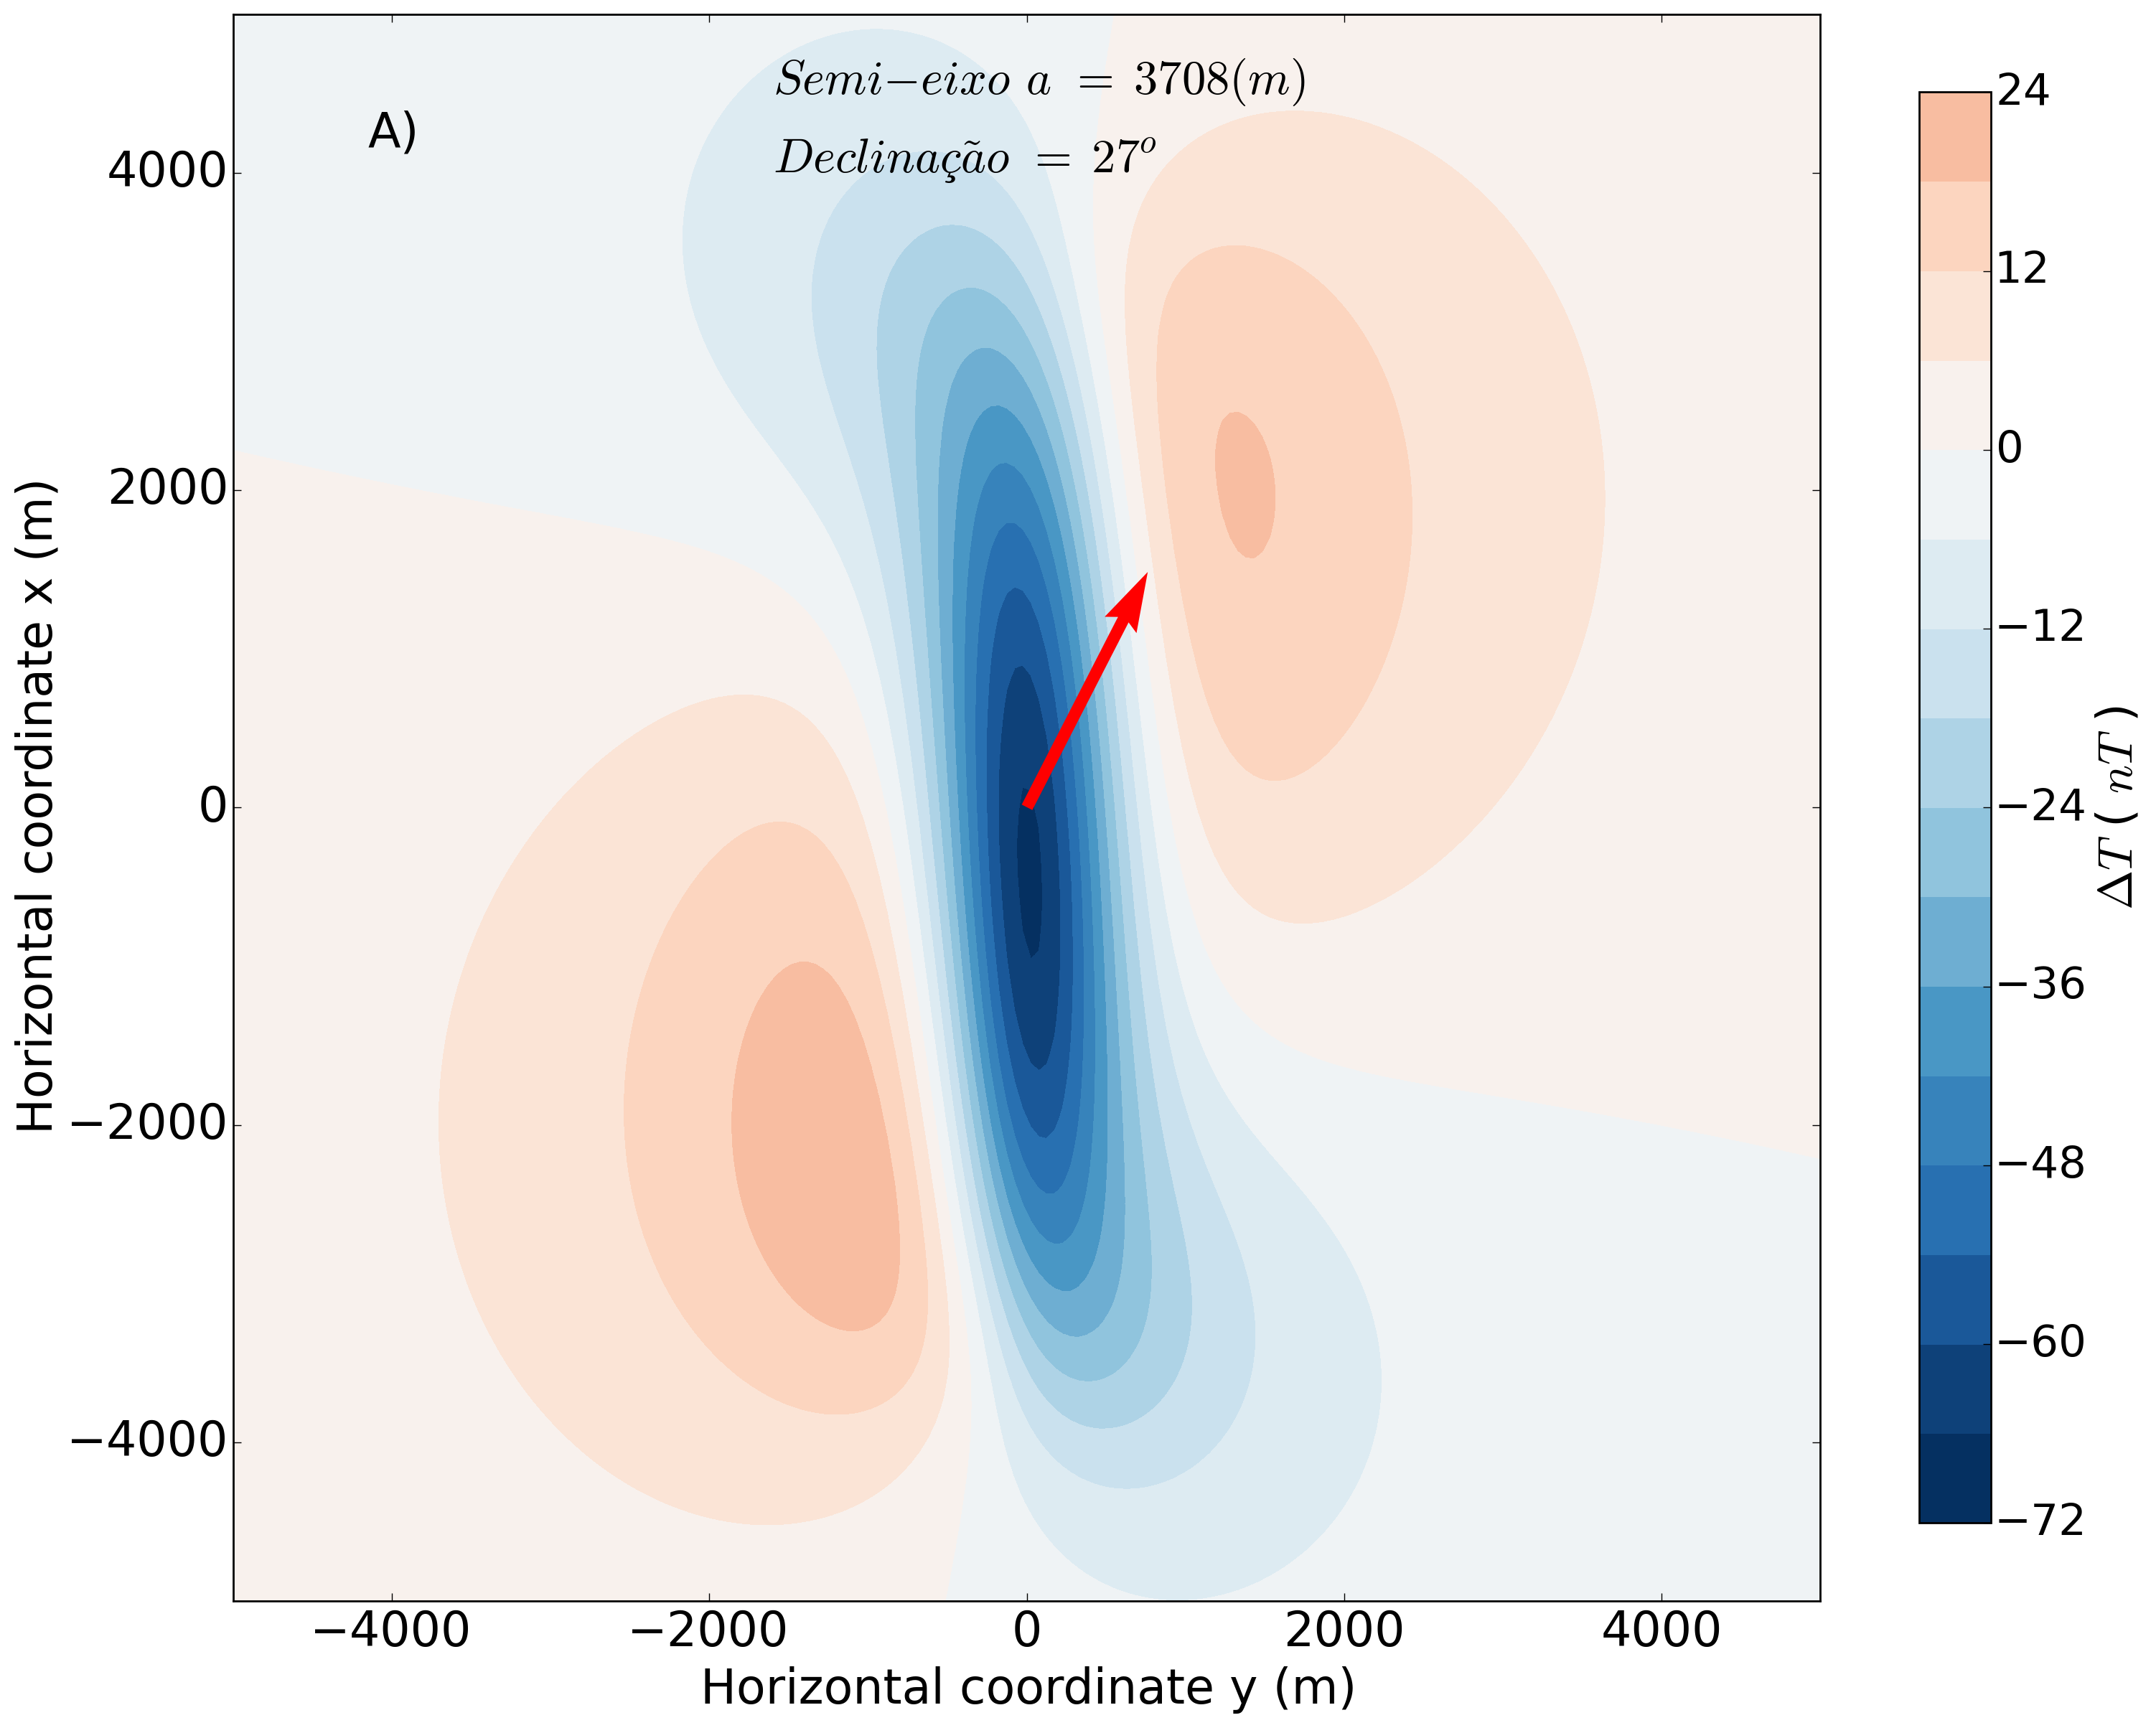 Semi−eixo a = 3708(m)
A)
Declinação = 27º
4000
2000
0
−2000
−4000
Horizontal coordinate x (m)
−4000 −2000 0 2000 4000
Horizontal coordinate y (m)
24
12
0
−12
−24
−36
−48
−60
−72
ΔT ( nT )